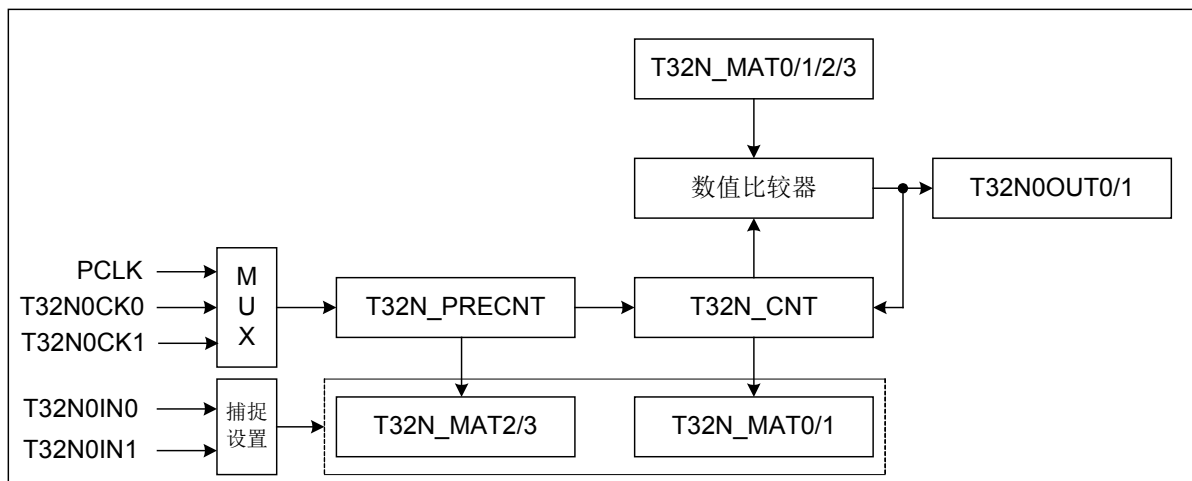 T32N_MAT0/1/2/3
数值比较器
T32N0OUT0/1
PCLK
T32N0CK0
T32N0CK1
M
U
X
T32N_PRECNT
T32N_CNT
T32N0IN0
T32N0IN1
捕捉
设置
T32N_MAT2/3
T32N_MAT0/1